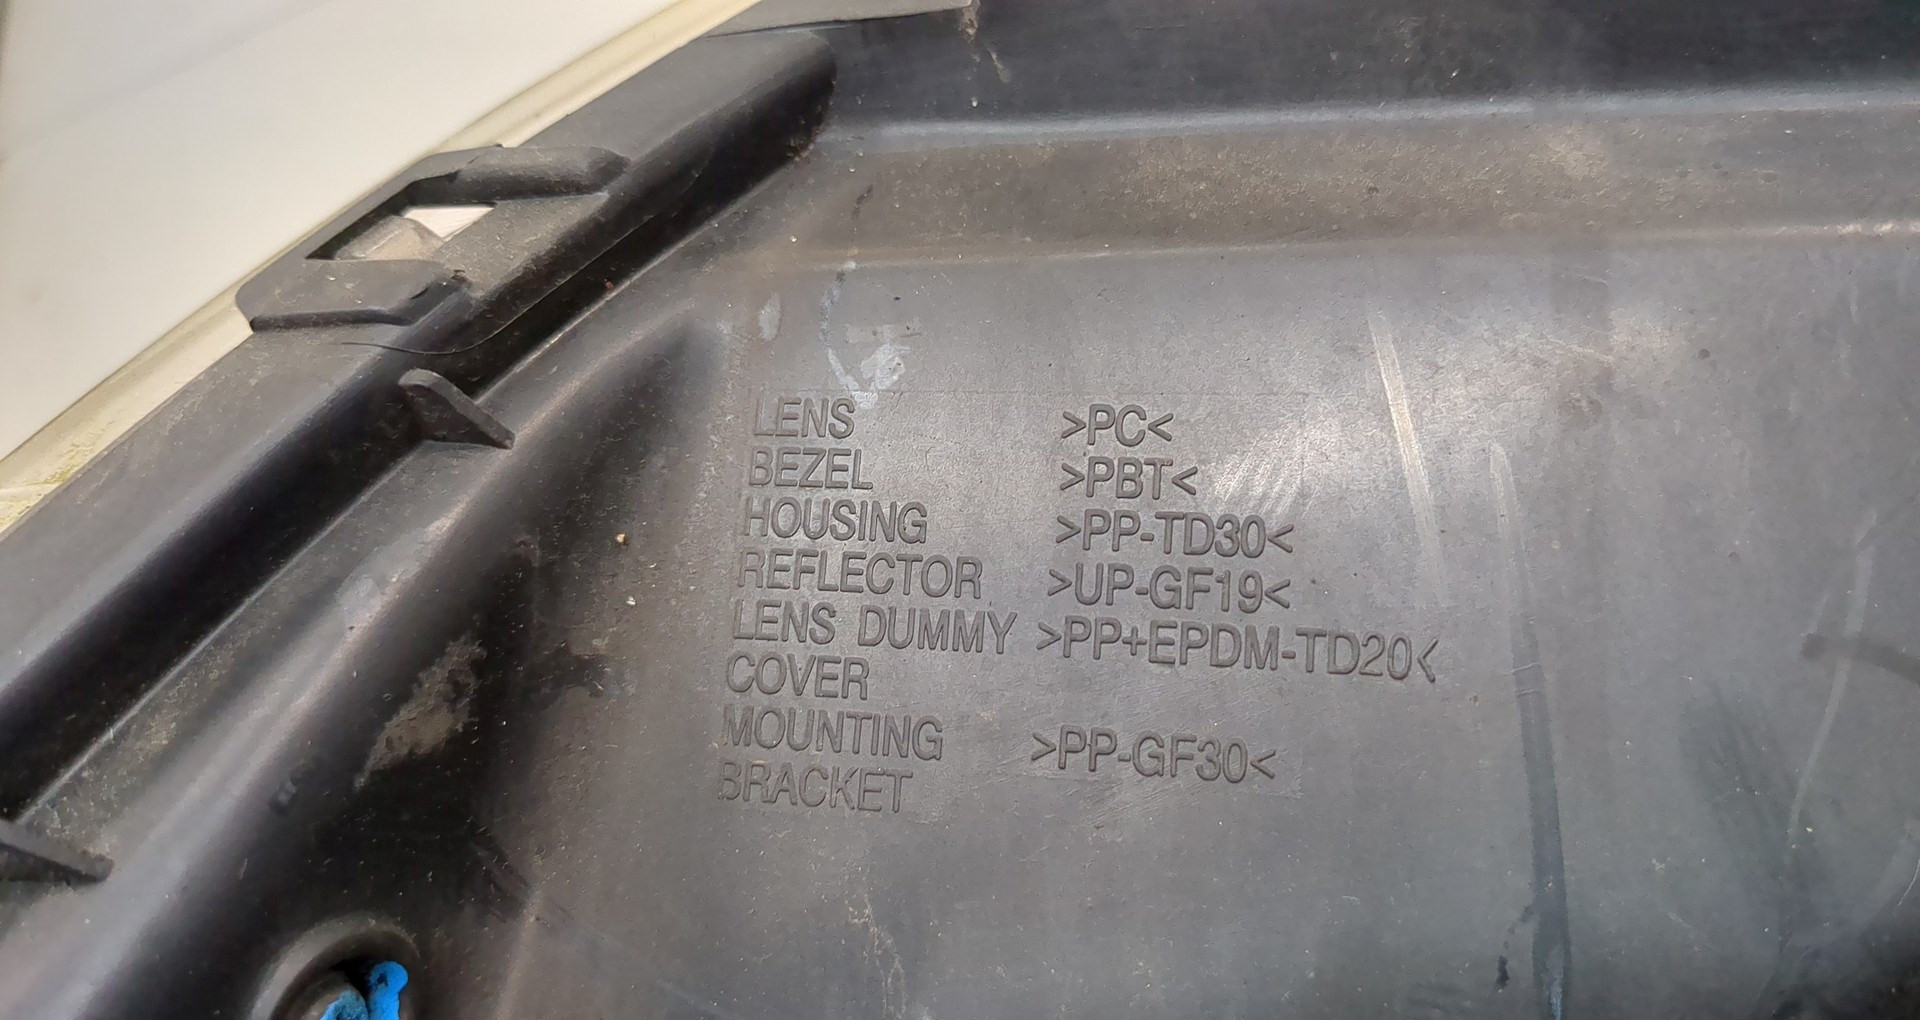 LENS >PC<
BEZEL >PBT<
HOUSING >PP-TD30<
REFLECTOR >UP-GF19<
LENS DUMMY >PP+EPDM-TD20<
COVER
MOUNTING >PP-GF30<
BRACKET